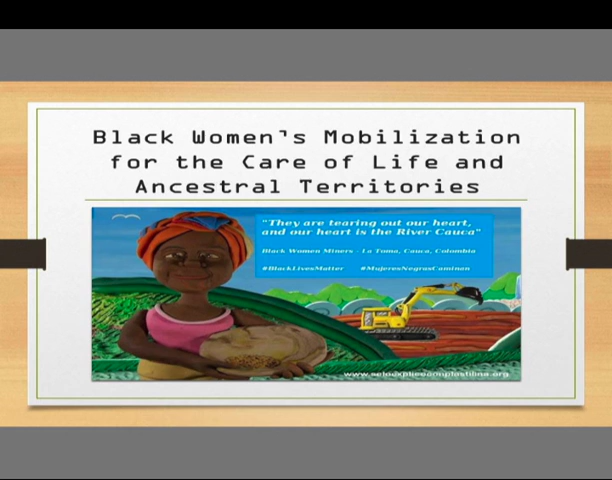 Black Women's Mobilization
for the Care of Life and
Ancestral Territories
"They are tearing out our heart,
and our heart is the River Cauca"
Black Women Miners - La Toma, Cauca, Colombia
#BlackLivesMatter #MujeresNegrasCaminan